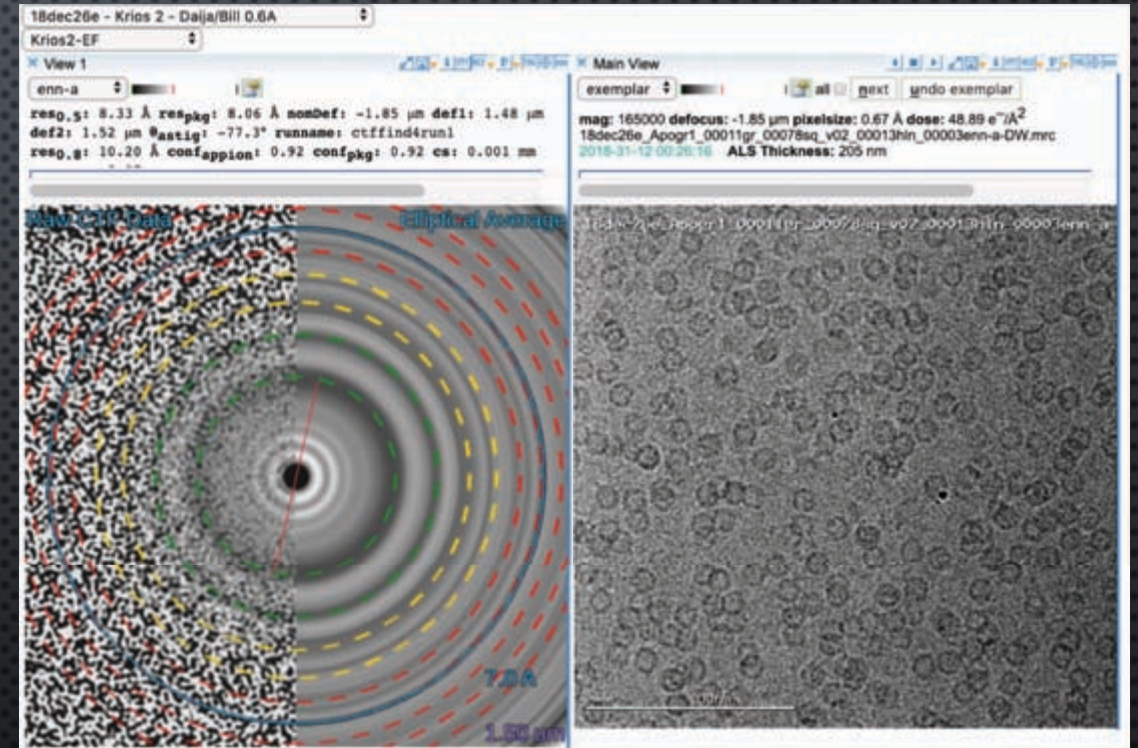 18dec26e - Krios 2 - Daija/Bill 0.6A
Krios2-EF
× View 1
enn-a
res0.5: 8.33 Å respkg: 8.06 Å nomDef: -1.85 μm def1: 1.48 μm
def2: 1.52 μm θastig: -77.3° runname: ctffind4run1
res0.8: 10.20 Å confappion: 0.92 confpkg: 0.92 cs: 0.001 mm
Raw CTF Data
Elliptical Average
7.0 A
1.50 μm
× Main View
exemplar
all
next
undo exemplar
mag: 165000 defocus: -1.85 μm pixelsize: 0.67 Å dose: 48.89 e⁻/Å²
18dec26e_Apogr1_00011gr_00078sq_v02_00013hln_00003enn-a-DW.mrc
2018-31-12 00:26:16 ALS Thickness: 205 nm
18dec26e_Apogr1_00011gr_00078sq_v02_00013hln_00003enn-a